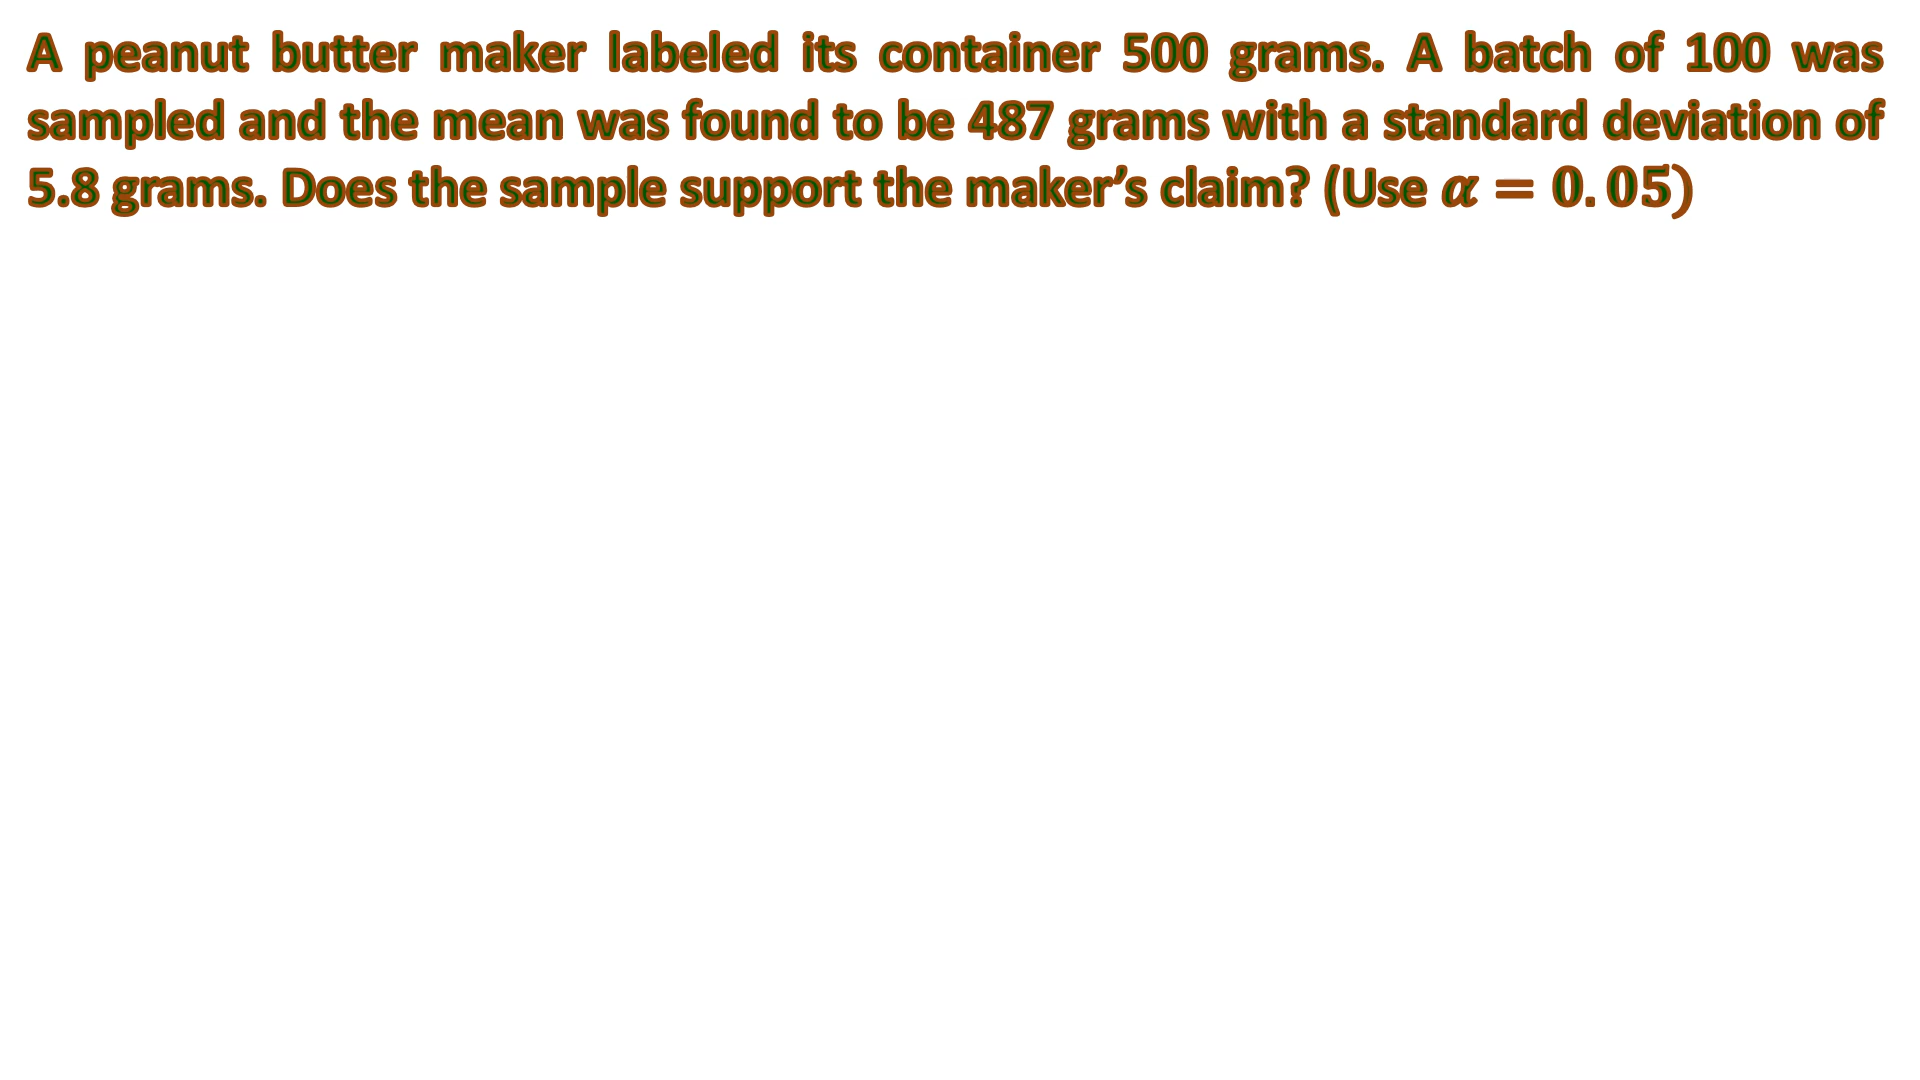 A peanut butter maker labeled its container 500 grams. A batch of 100 was
sampled and the mean was found to be 487 grams with a standard deviation of
5.8 grams. Does the sample support the maker’s claim? (Use 𝜶 = 0.05)